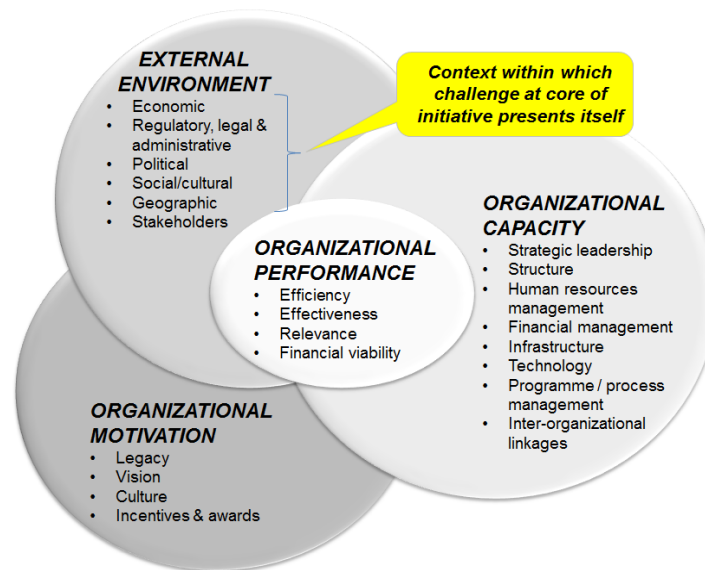 EXTERNAL
ENVIRONMENT
• Economic
• Regulatory, legal &
administrative
• Political
• Social/cultural
• Geographic
• Stakeholders
Context within which
challenge at core of
initiative presents itself
ORGANIZATIONAL
CAPACITY
• Strategic leadership
• Structure
• Human resources
management
• Financial management
• Infrastructure
• Technology
• Programme / process
management
• Inter-organizational
linkages
ORGANIZATIONAL
PERFORMANCE
• Efficiency
• Effectiveness
• Relevance
• Financial viability
ORGANIZATIONAL
MOTIVATION
• Legacy
• Vision
• Culture
• Incentives & awards